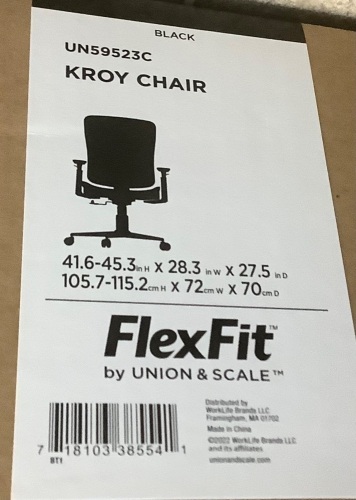 BLACK
UN59523C
KROY CHAIR
41.6-45.3in H X 28.3 in W X 27.5 in D
105.7-115.2cm H X 72cm W X 70cm D
FlexFit™
by UNION & SCALE™
Distributed by
WorkLife Brands LLC
Framingham, MA 01702
Made in China
©2022 WorkLife Brands LLC
and its affiliates
unionandscale.com
7 18103 38554 1
BT1